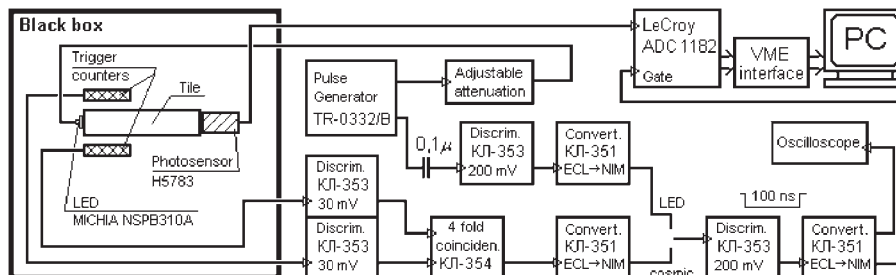 Black box
Trigger
counters
Tile
Photosensor
H5783
LED
MICHIA NSPB310A
Pulse
Generator
TR-0332/B
Adjustable
attenuation
LeCroy
ADC 1182
Gate
VME
interface
PC
0,1μ
Discrim.
КЛ-353
200 mV
Convert.
КЛ-351
ECL→NIM
Oscilloscope
Discrim.
КЛ-353
30 mV
Discrim.
КЛ-353
30 mV
4 fold
coinciden.
КЛ-354
Convert.
КЛ-351
ECL→NIM
LED
cosmic
100 ns
Discrim.
КЛ-353
200 mV
Convert.
КЛ-351
ECL→NIM